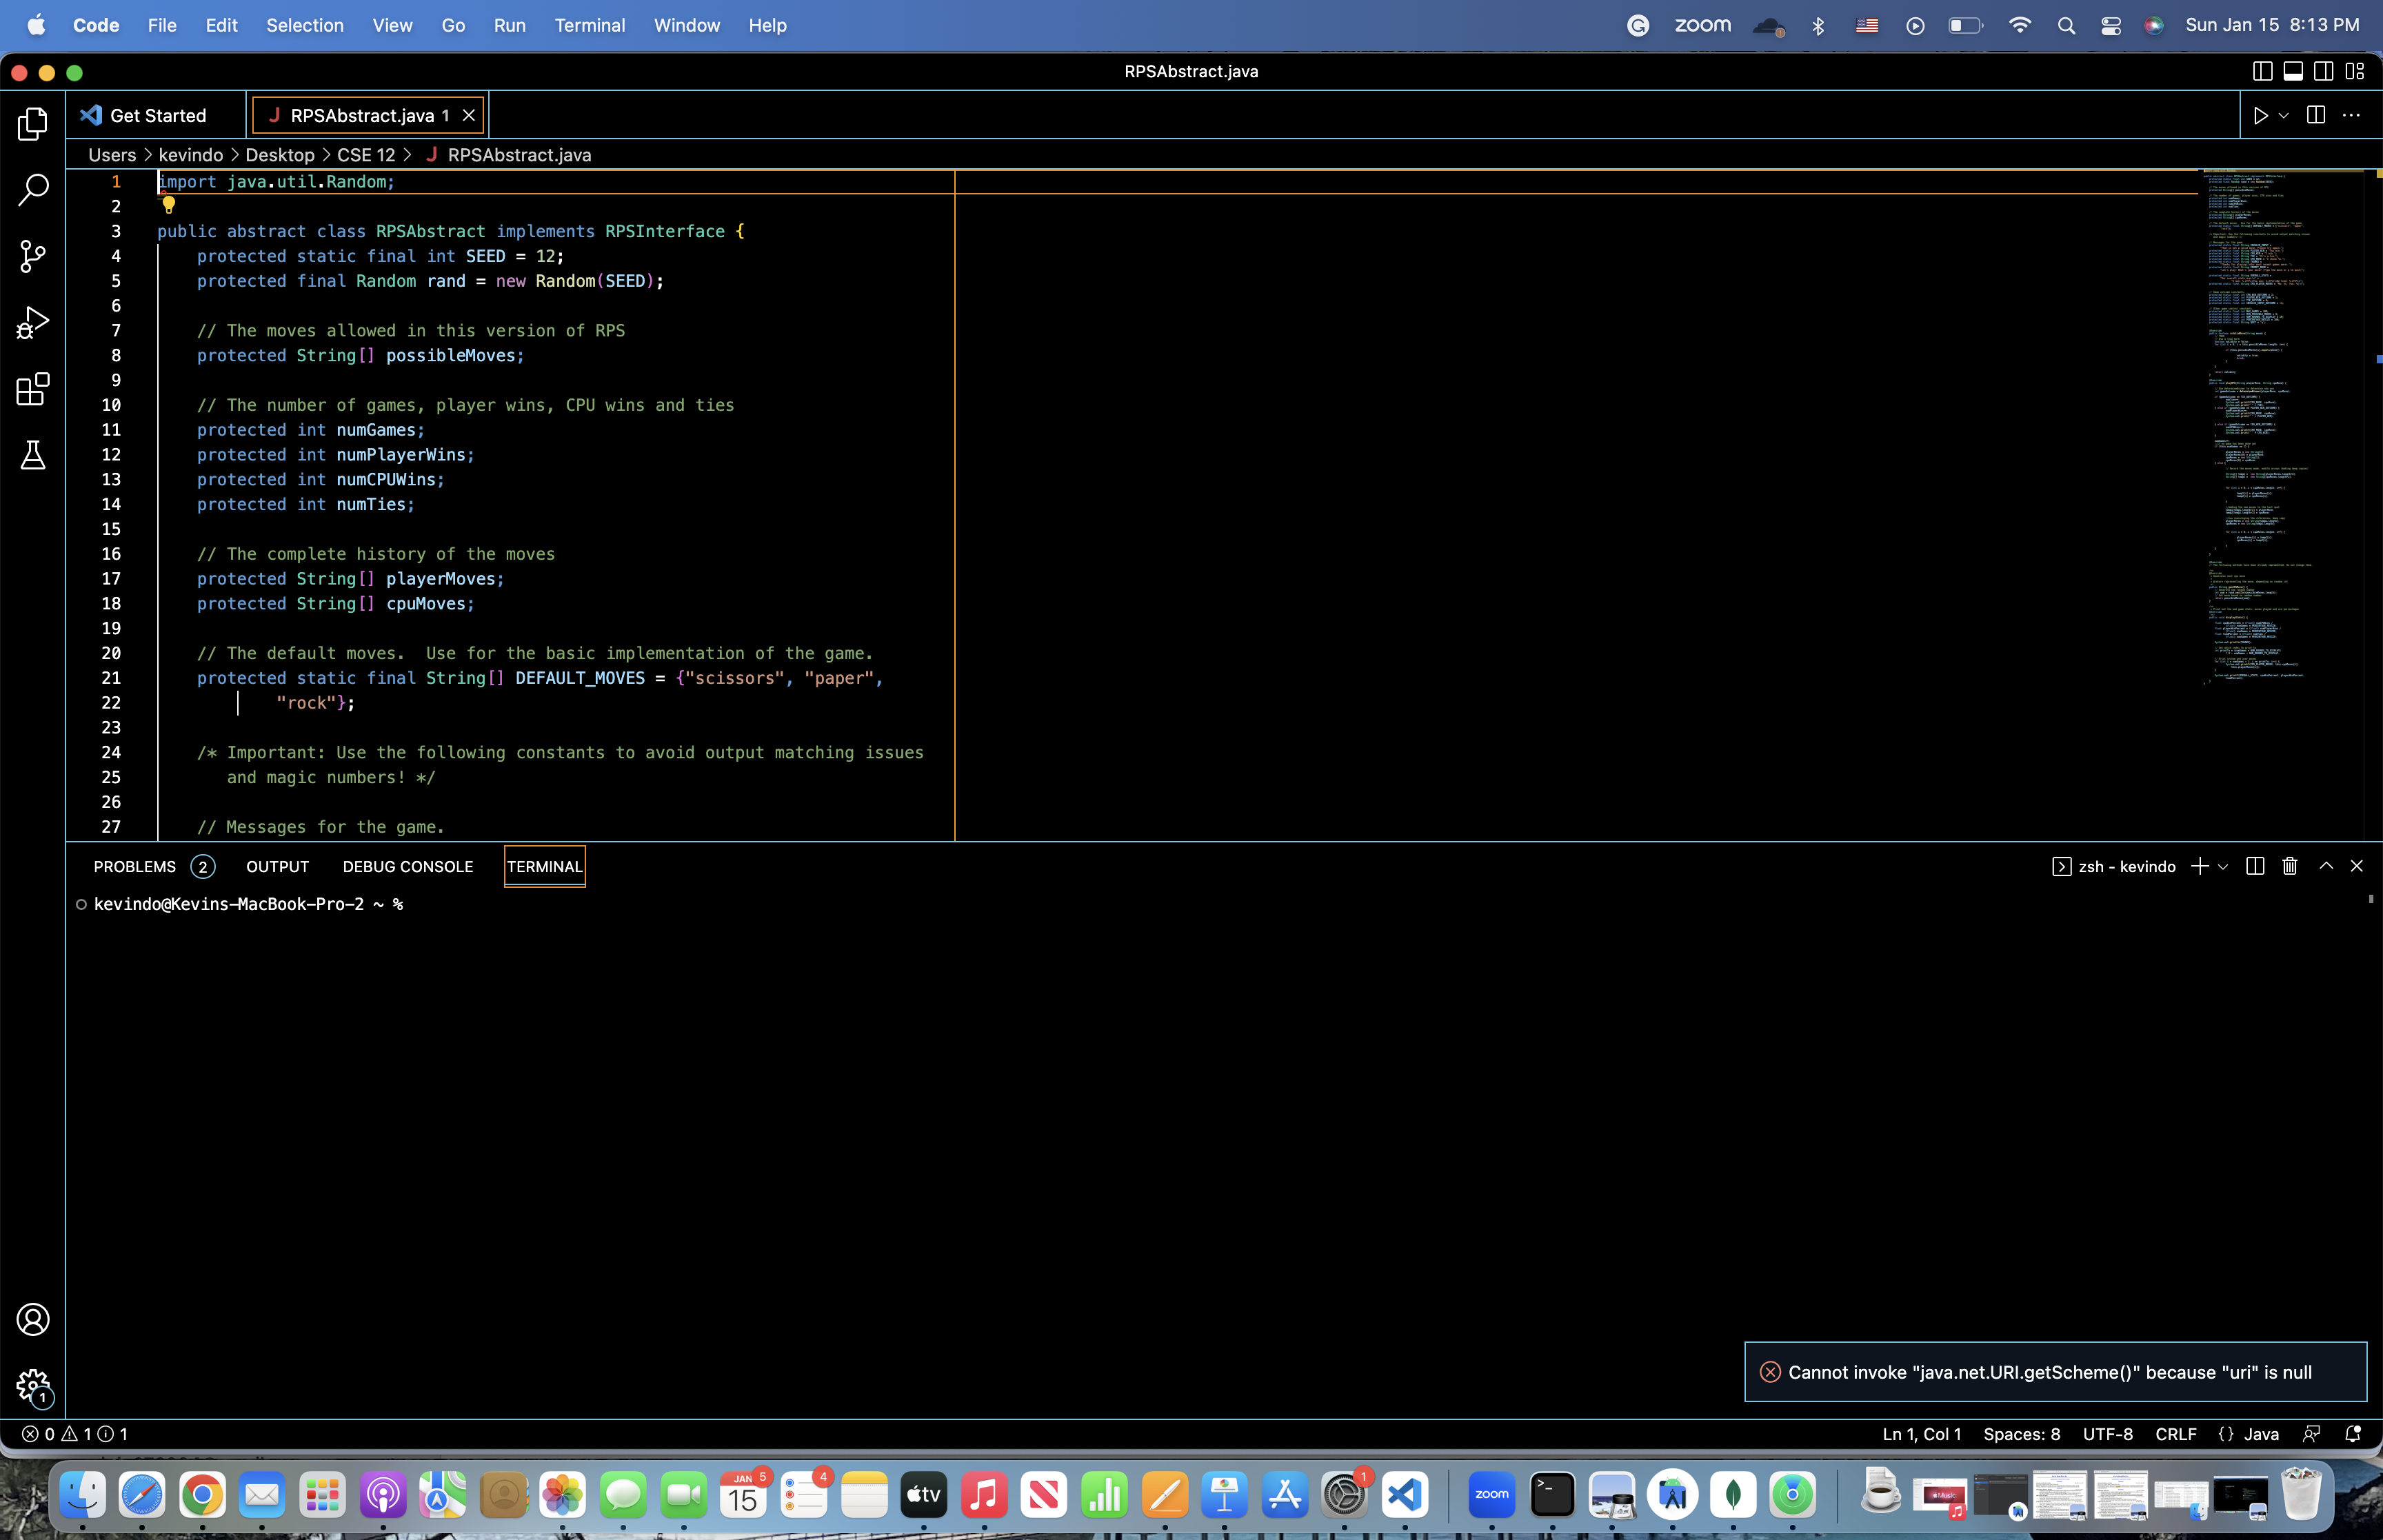 Code File Edit Selection View Go Run Terminal Window Help zoom Sun Jan 15 8:13 PM
RPSAbstract.java
Get Started J RPSAbstract.java 1
Users > kevindo > Desktop > CSE 12 > J RPSAbstract.java
1 import java.util.Random;
2
3 public abstract class RPSAbstract implements RPSInterface {
4 protected static final int SEED = 12;
5 protected final Random rand = new Random(SEED);
6
7 // The moves allowed in this version of RPS
8 protected String[] possibleMoves;
9
10 // The number of games, player wins, CPU wins and ties
11 protected int numGames;
12 protected int numPlayerWins;
13 protected int numCPUWins;
14 protected int numTies;
15
16 // The complete history of the moves
17 protected String[] playerMoves;
18 protected String[] cpuMoves;
19
20 // The default moves.  Use for the basic implementation of the game.
21 protected static final String[] DEFAULT_MOVES = {"scissors", "paper",
22 "rock"};
23
24 /* Important: Use the following constants to avoid output matching issues
25 and magic numbers! */
26
27 // Messages for the game.
PROBLEMS 2 OUTPUT DEBUG CONSOLE TERMINAL zsh - kevindo
kevindo@Kevins-MacBook-Pro-2 ~ %
Cannot invoke "java.net.URI.getScheme()" because "uri" is null
1
0 1 1 Ln 1, Col 1 Spaces: 8 UTF-8 CRLF {} Java
JAN 5 4 1
15 tv zoom >_